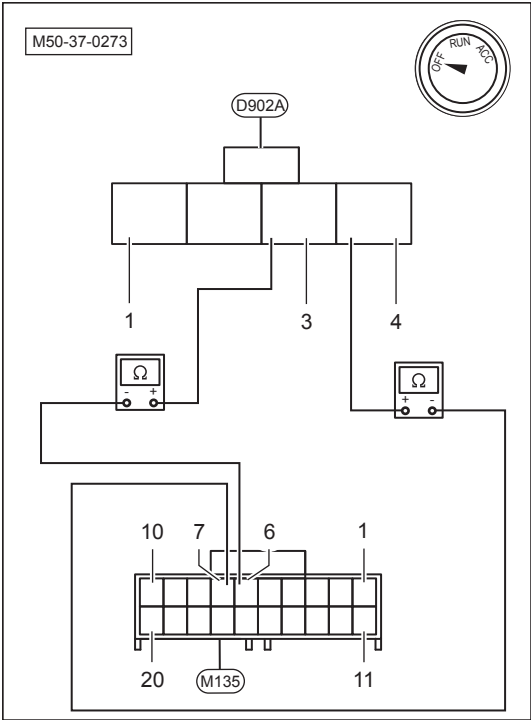 M50-37-0273
OFF RUN ACC
D902A
1 3 4
Ω Ω
- + + -
10 7 6 1
20 11
M135